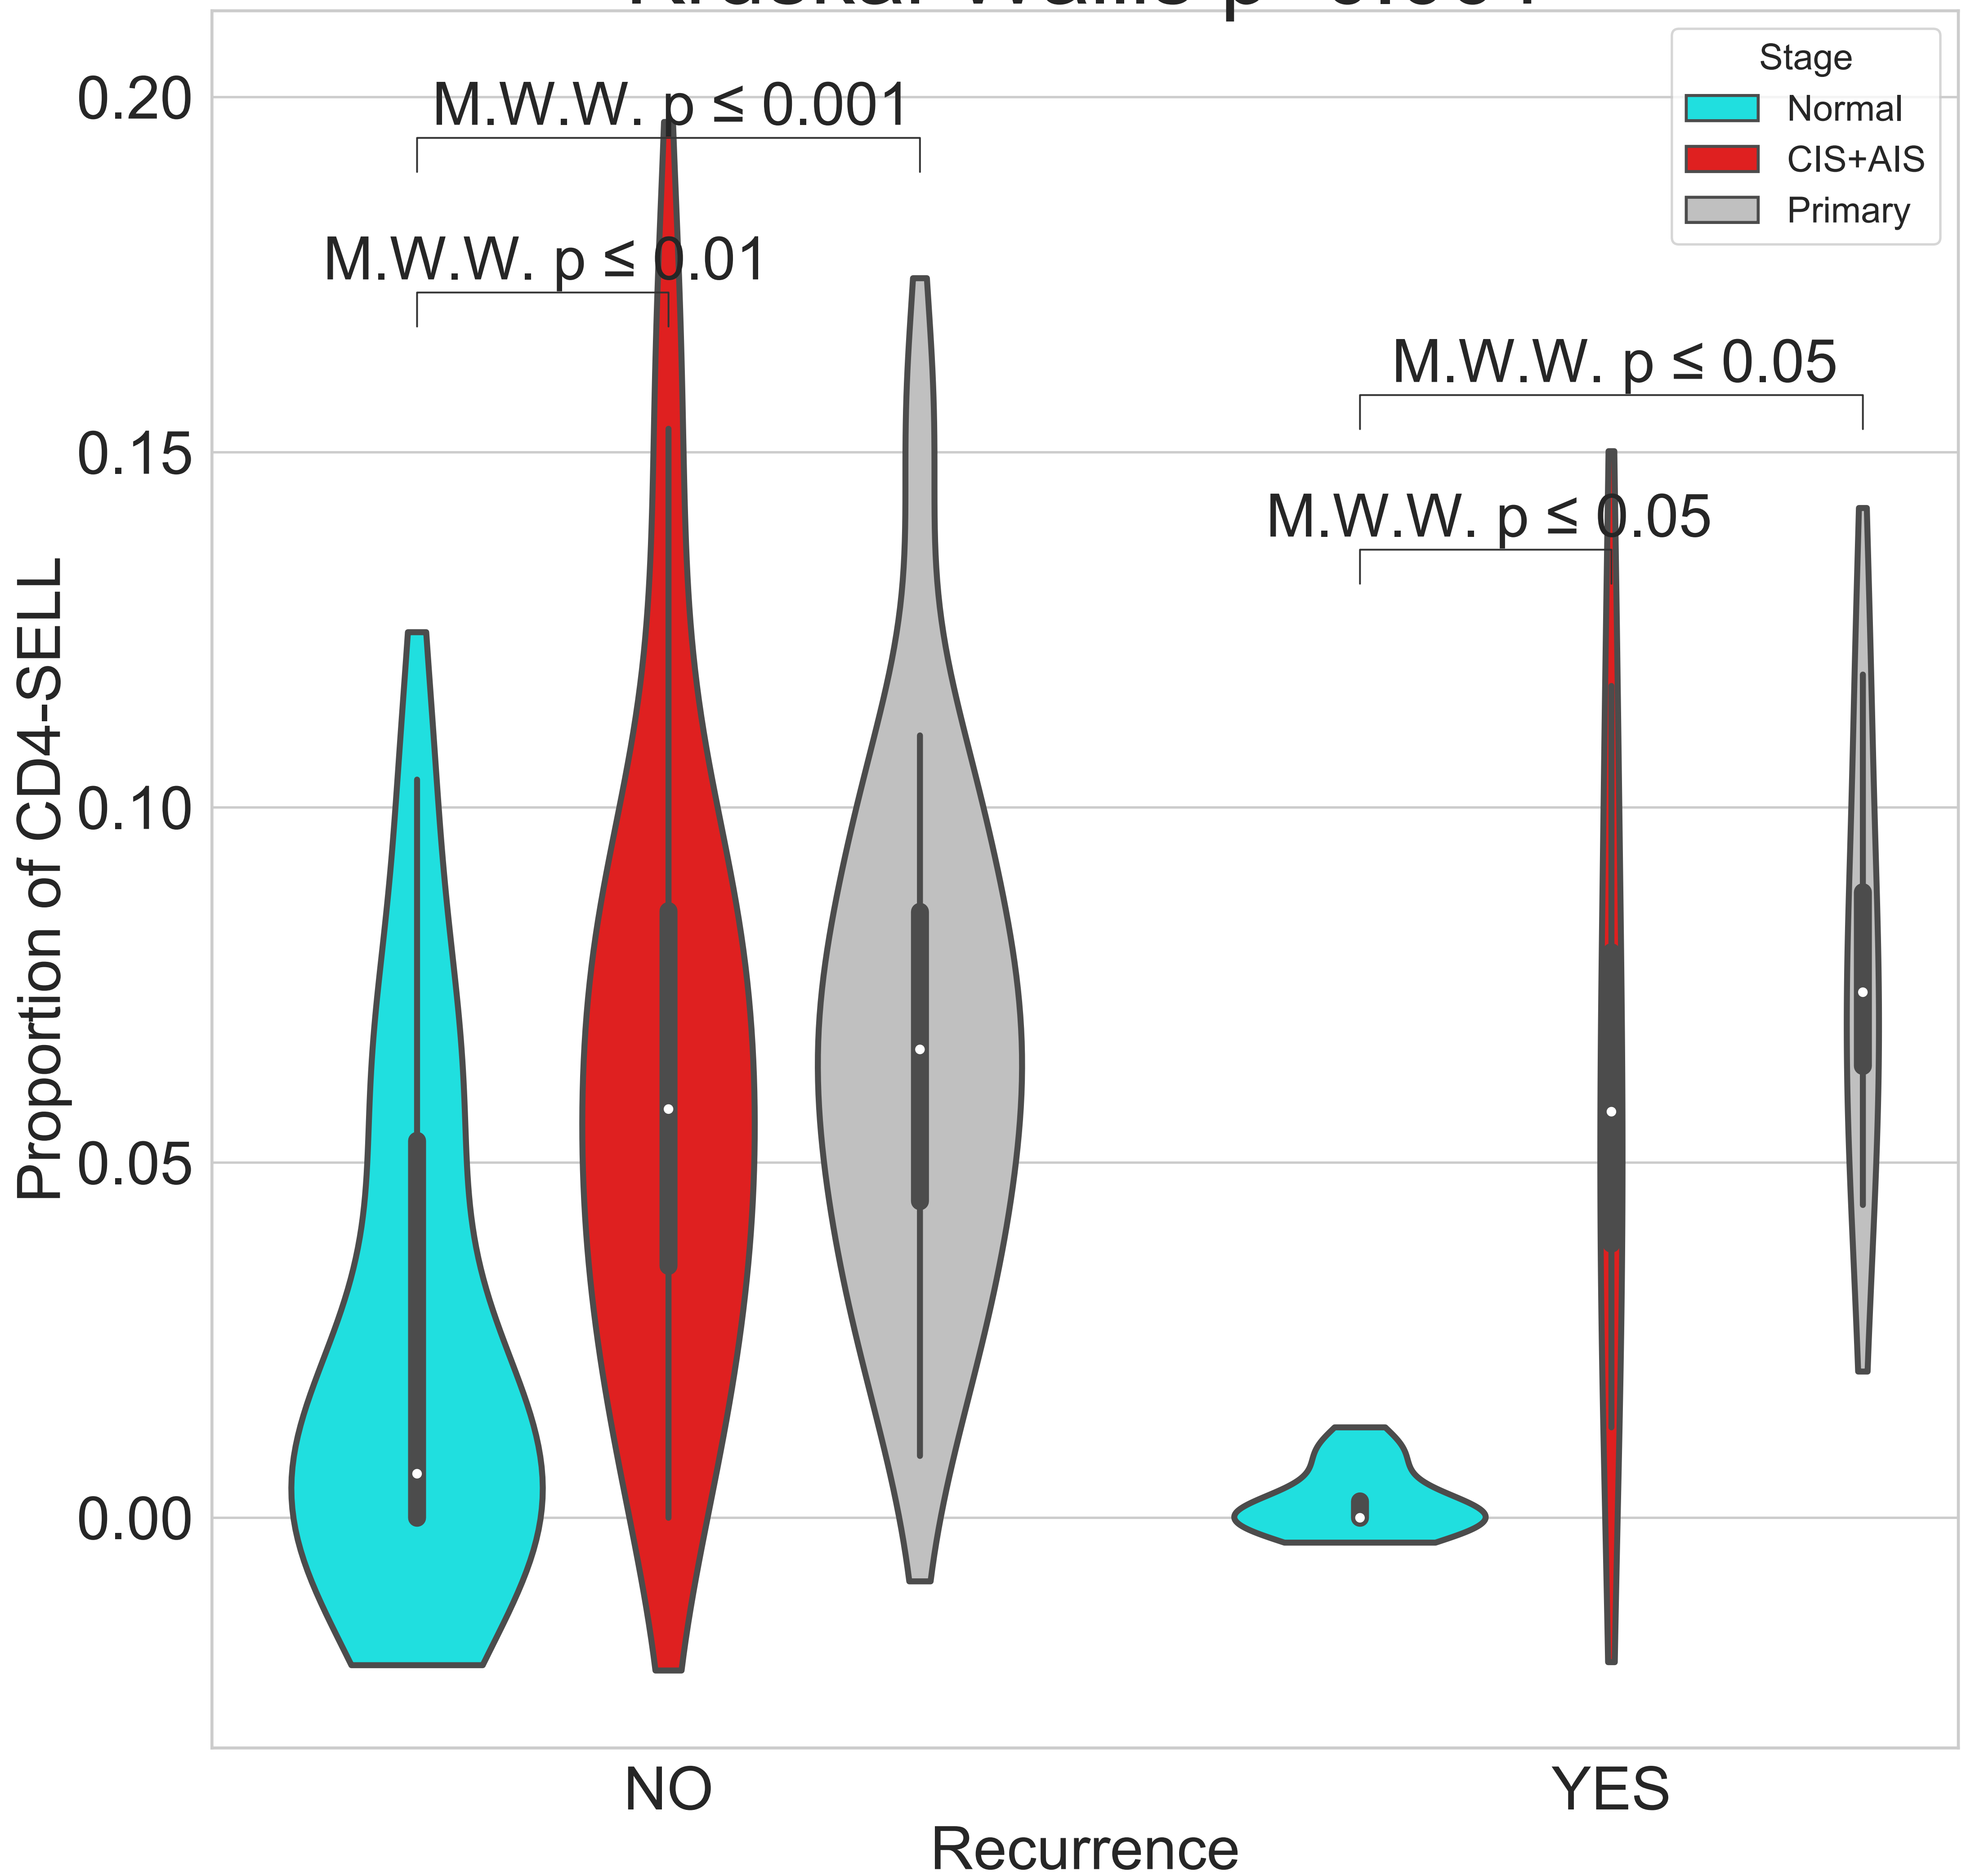 Stage
Normal
CIS+AIS
Primary
M.W.W. p ≤ 0.001
M.W.W. p ≤ 0.01
M.W.W. p ≤ 0.05
M.W.W. p ≤ 0.05
0.20
0.15
0.10
0.05
0.00
Proportion of CD4-SELL
NO
YES
Recurrence